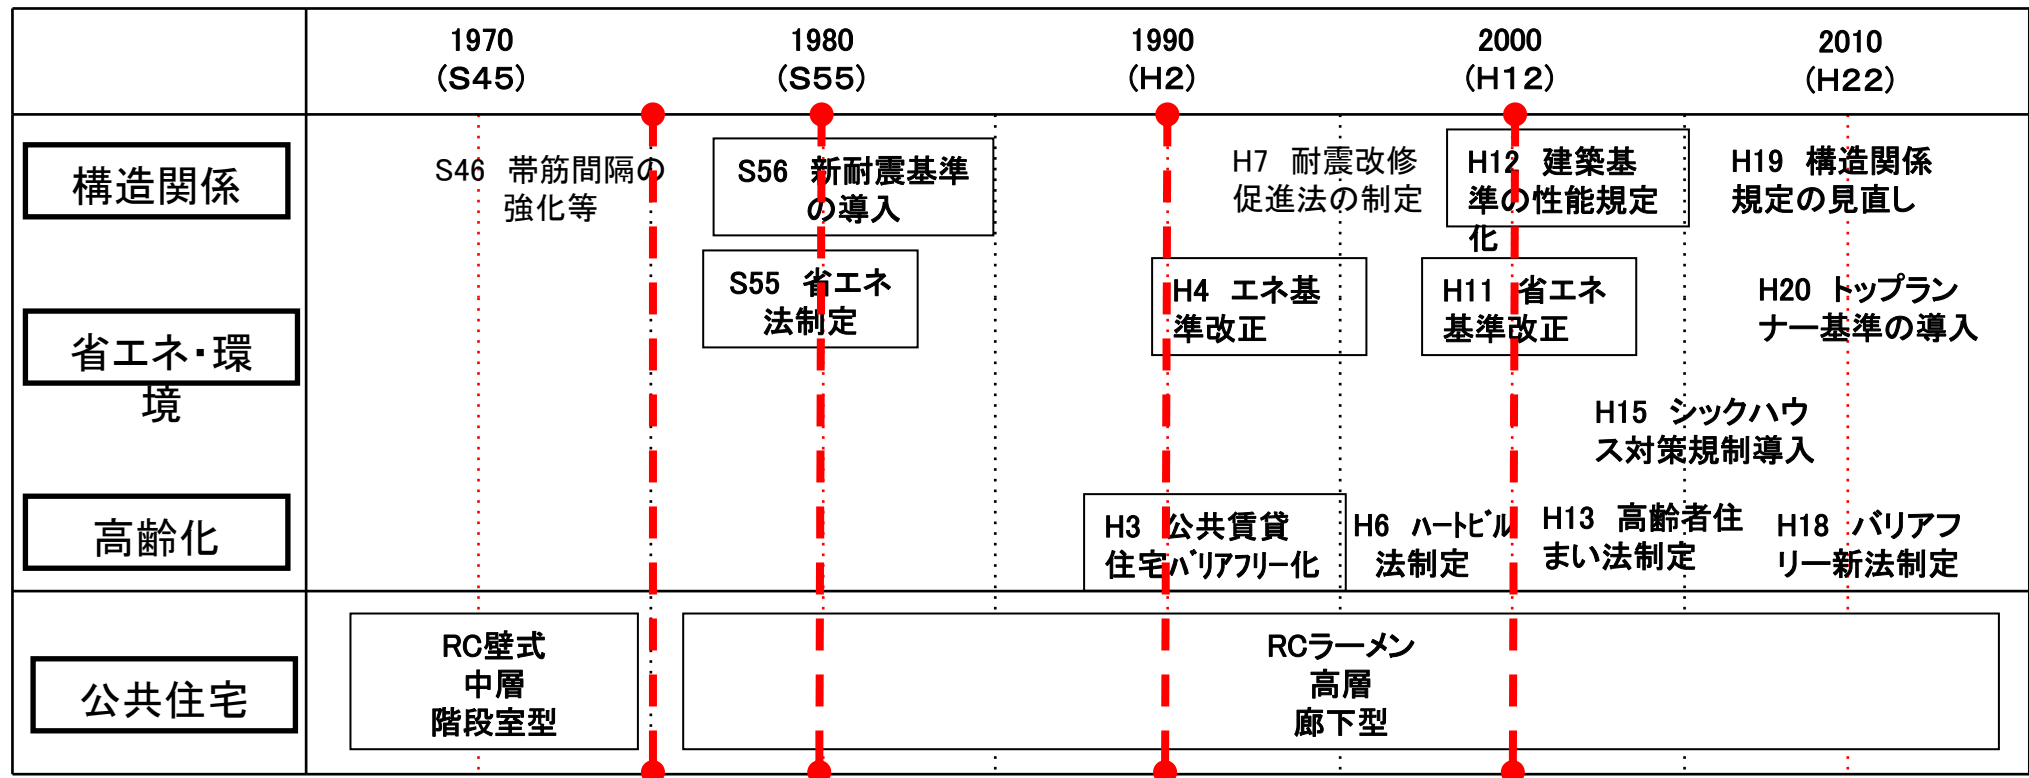 1970
(S45)
1980
(S55)
1990
(H2)
2000
(H12)
2010
(H22)
構造関係
S46 帯筋間隔の
強化等
S56 新耐震基準
の導入
H7 耐震改修
促進法の制定
H12 建築基
準の性能規定
化
H19 構造関係
規定の見直し
省エネ・環
境
S55 省エネ
法制定
H4 エネ基
準改正
H11 省エネ
基準改正
H20 トップラン
ナー基準の導入
H15 シックハウ
ス対策規制導入
高齢化
H3 公共賃貸
住宅ﾊﾞﾘｱﾌﾘｰ化
H6 ﾊｰﾄﾋﾞﾙ
法制定
H13 高齢者住
まい法制定
H18 バリアフ
リー新法制定
公共住宅
RC壁式
中層
階段室型
RCラーメン
高層
廊下型